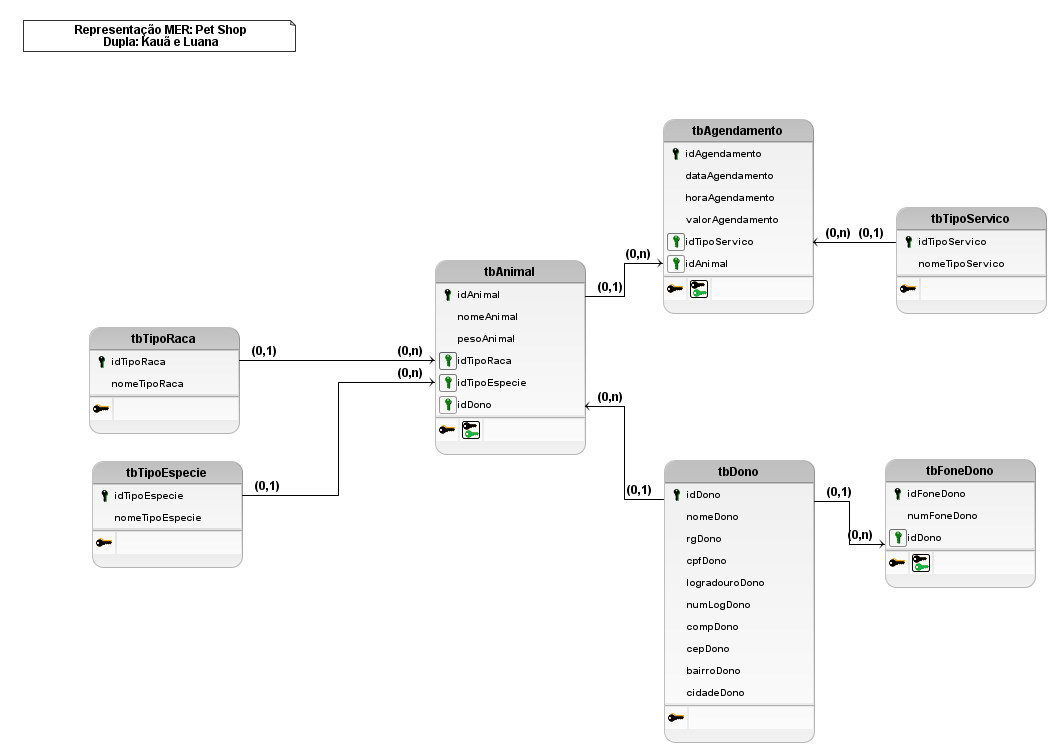 Representação MER: Pet Shop
Dupla: Kauã e Luana
tbAgendamento
idAgendamento
dataAgendamento
horaAgendamento
valorAgendamento
idTipoServico
idAnimal
(0,n) (0,1)
tbTipoServico
idTipoServico
nomeTipoServico
(0,n)
(0,1)
tbAnimal
idAnimal
nomeAnimal
pesoAnimal
idTipoRaca
idTipoEspecie
idDono
tbTipoRaca
idTipoRaca
nomeTipoRaca
(0,1)
(0,n)
(0,n)
tbTipoEspecie
idTipoEspecie
nomeTipoEspecie
(0,1)
(0,n)
(0,1)
tbDono
idDono
nomeDono
rgDono
cpfDono
logradouroDono
numLogDono
compDono
cepDono
bairroDono
cidadeDono
(0,1)
(0,n)
tbFoneDono
idFoneDono
numFoneDono
idDono